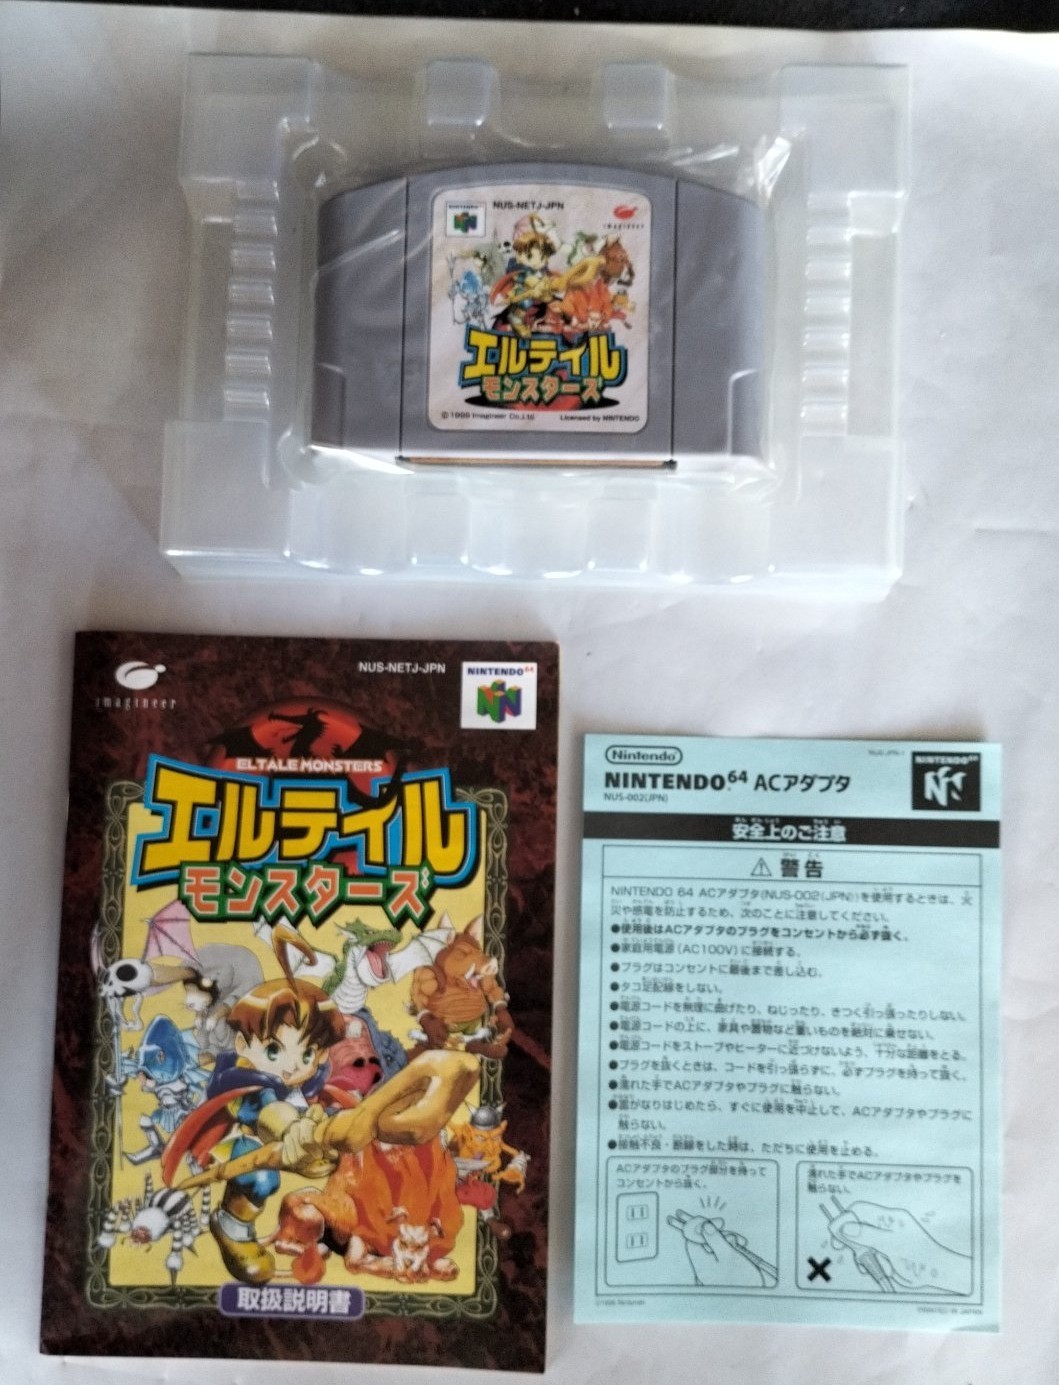 NINTENDO
NUS-NETJ-JPN
imagineer
エルテイル
モンスターズ
©1999 Imagineer Co.,Ltd.
Licensed by NINTENDO
imagineer
NUS-NETJ-JPN
NINTENDO64
ELTALE MONSTERS
エルテイル
モンスターズ
取扱説明書
Nintendo
NINTENDO64 ACアダプタ
NUS-002(JPN)
NINTENDO64
安全上のご注意
警告
NINTENDO 64 ACアダプタ(NUS-002(JPN))を使用するときは、火
災や感電を防止するため、次のことに注意してください。
●使用後はACアダプタのプラグをコンセントから必ず抜く。
●家庭用電源(AC100V)に接続する。
●プラグはコンセントに最後まで差し込む。
●タコ足配線をしない。
●電源コードを無理に曲げたり、ねじったり、きつく引っ張ったりしない。
●電源コードの上に、家具や置物など重いものを絶対に乗せない。
●電源コードをストーブやヒーターに近づけないよう、十分な距離をとる。
●プラグを抜くときは、コードを引っ張らずに、必ずプラグを持って抜く。
●濡れた手でACアダプタやプラグに触らない。
●雷がなりはじめたら、すぐに使用を中止して、ACアダプタやプラグに
触らない。
●接触不良・断線をした時は、ただちに使用を止める。
ACアダプタのプラグ部分を持って
コンセントから抜く。
濡れた手でACアダプタやプラグを
触らない。
PRINTED IN JAPAN